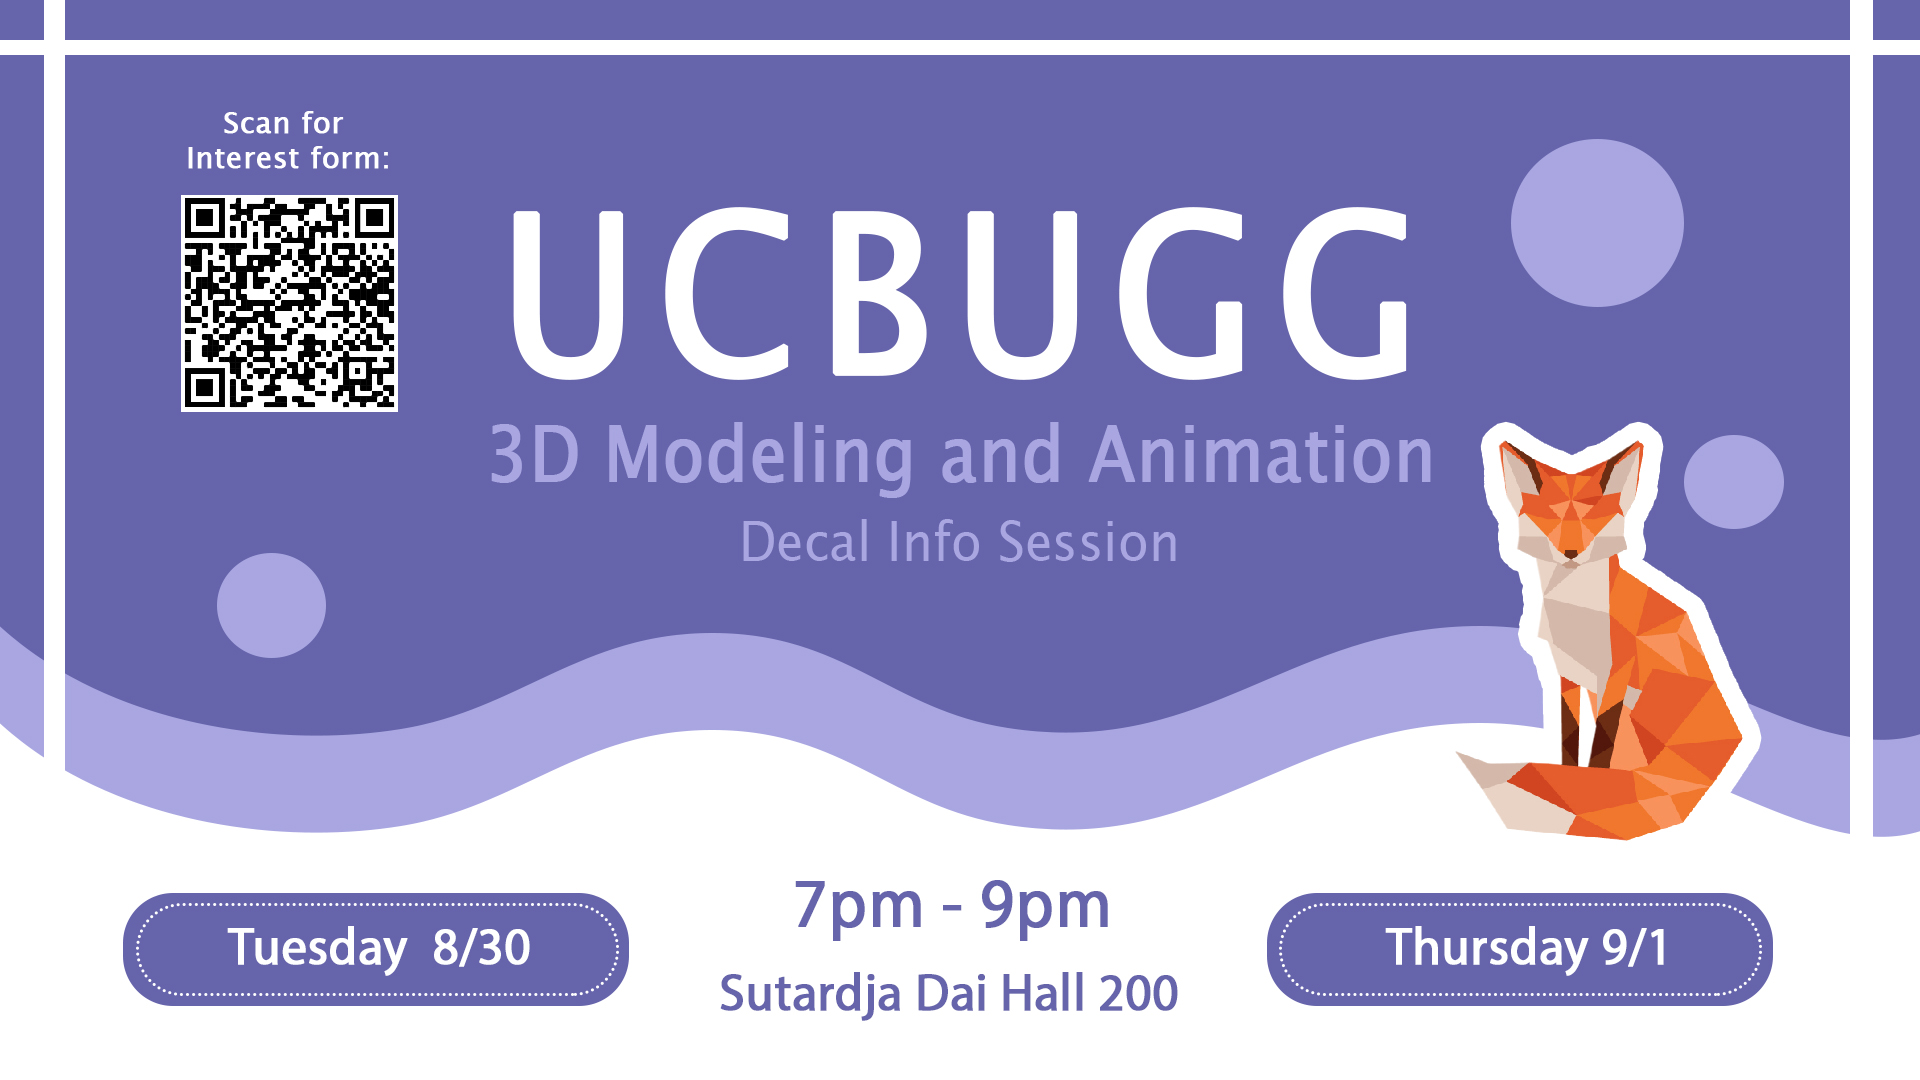 Scan for
Interest form:
UCBUGG
3D Modeling and Animation
Decal Info Session
Tuesday 8/30
7pm - 9pm
Sutardja Dai Hall 200
Thursday 9/1